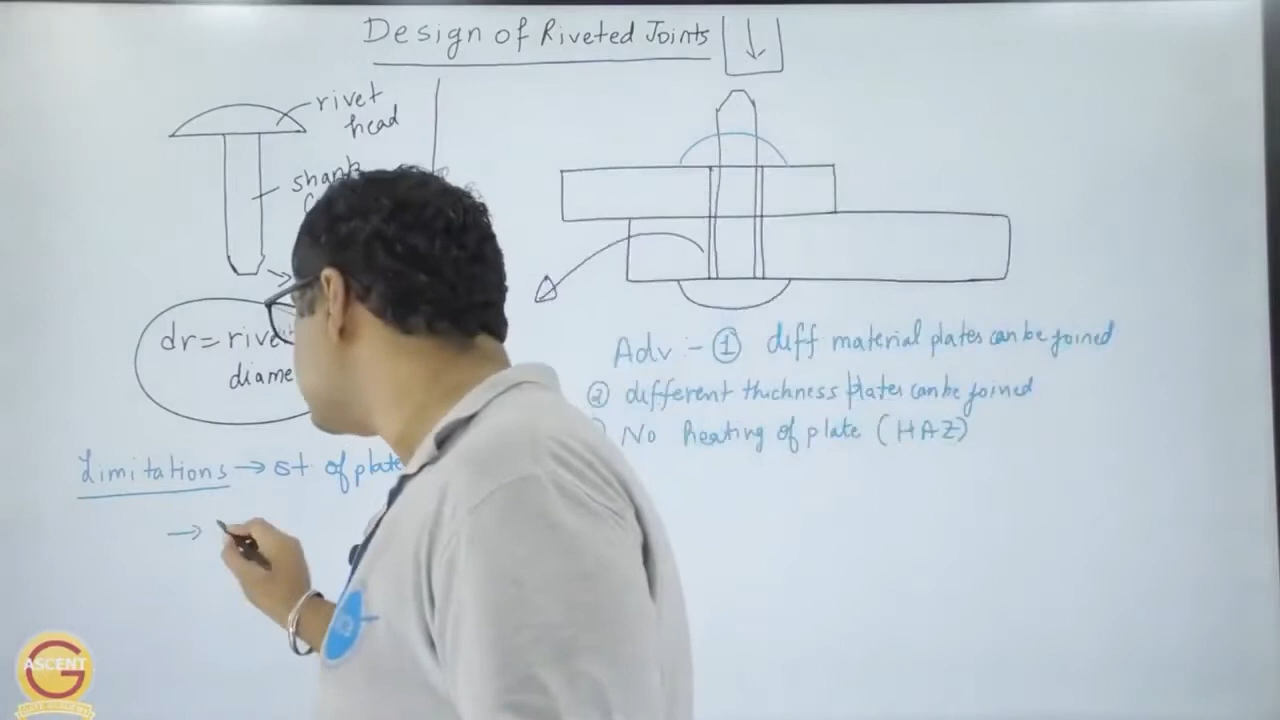 Design of Riveted Joints
rivet
head
shank
dr = rivet
diame
Adv :- ① diff material plates can be joined
② different thickness plates can be joined
No heating of plate (HAZ)
Limitations → st. of plate
→
ASCENT
G